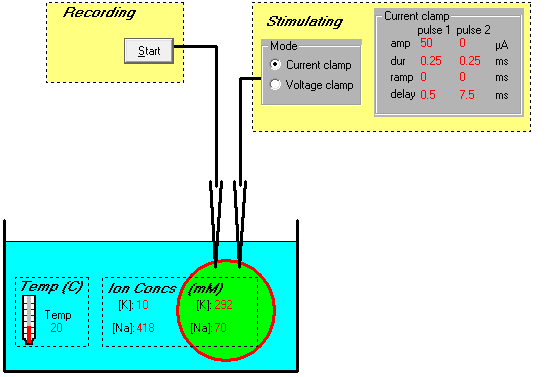 Recording
Start
Stimulating
Mode
Current clamp
Voltage clamp
Current clamp
pulse 1 pulse 2
amp 50 0 µA
dur 0.25 0.25 ms
ramp 0 0 ms
delay 0.5 7.5 ms
Temp (C)
Temp
20
Ion Concs (mM)
[K]: 10 [K]: 292
[Na]: 418 [Na]: 70